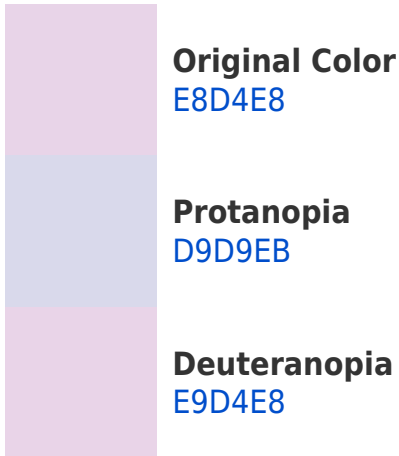 Original Color
E8D4E8
Protanopia
D9D9EB
Deuteranopia
E9D4E8